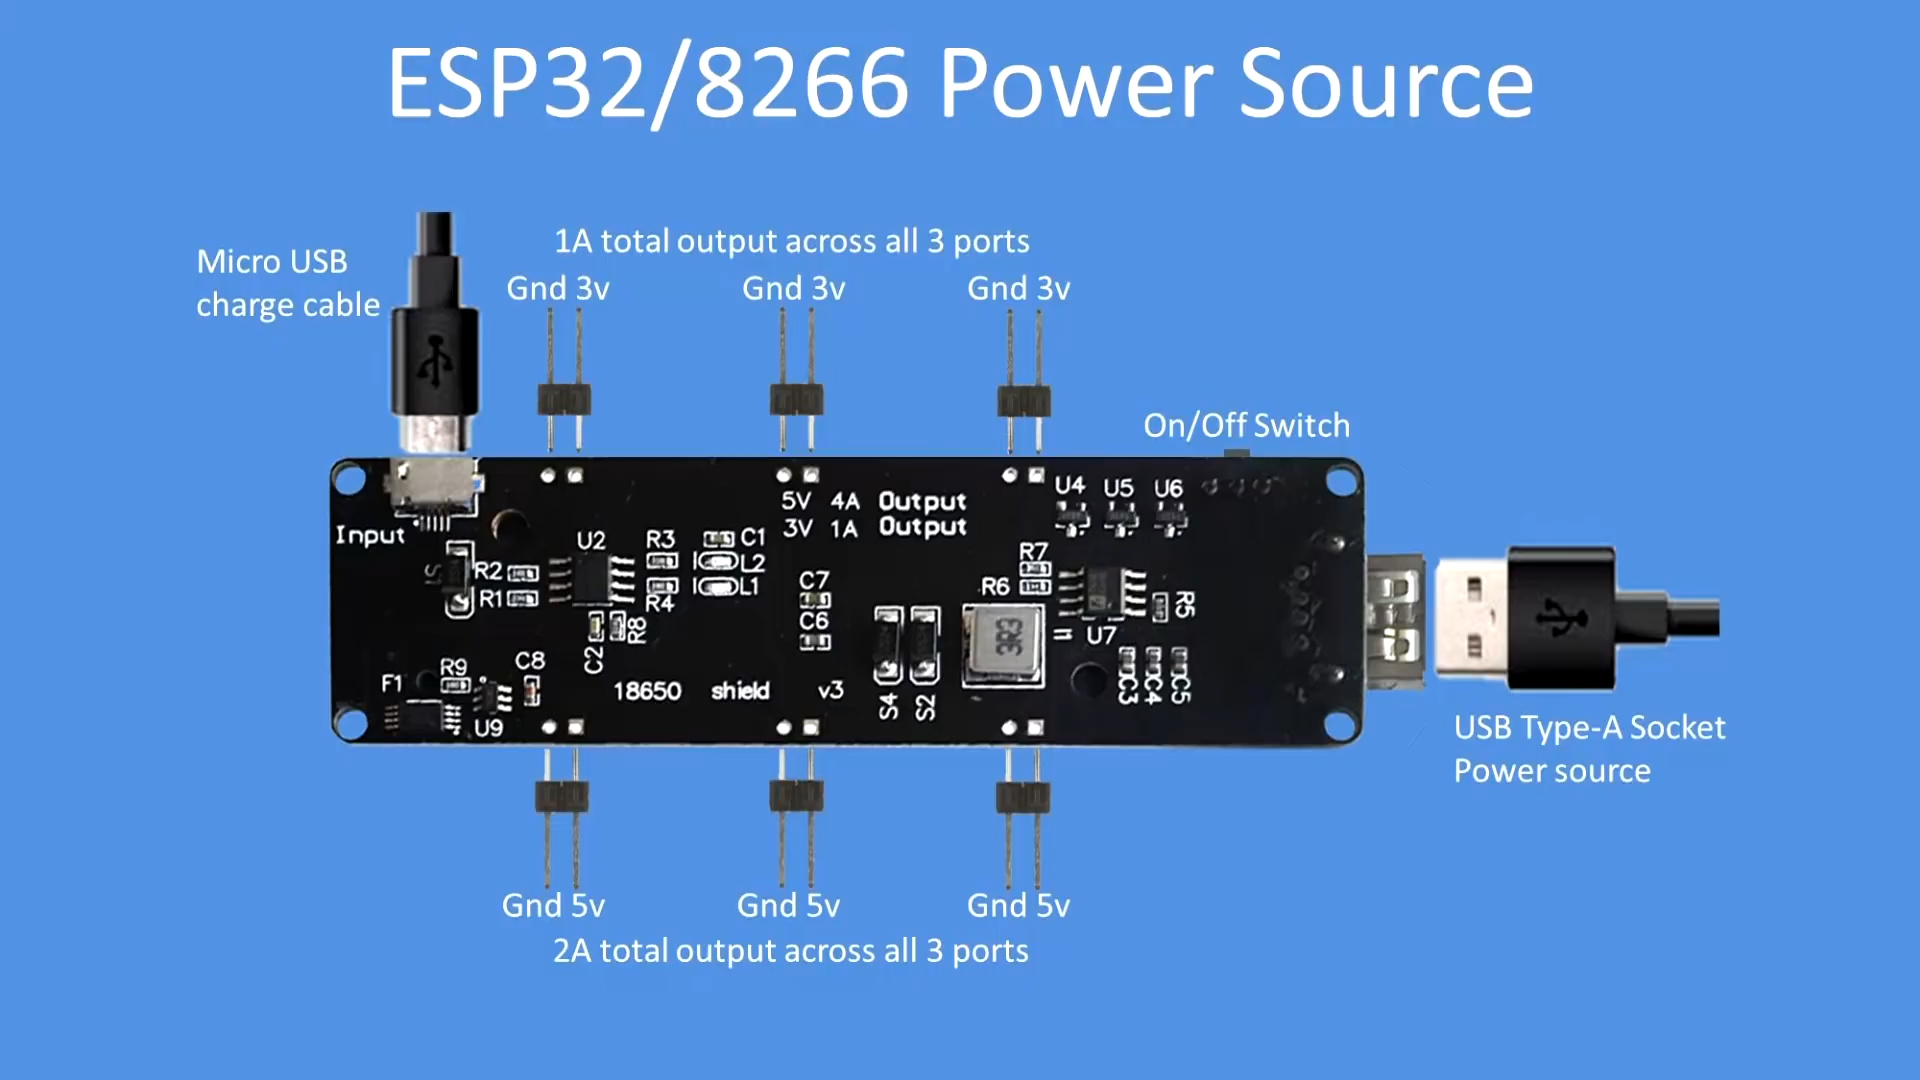 ESP32/8266 Power Source
Micro USB
charge cable
1A total output across all 3 ports
Gnd 3v
Gnd 3v
Gnd 3v
On/Off Switch
Input
5V 4A Output
3V 1A Output
U4 U5 U6
U2
R3
C1
L2
R4
L1
S1
R2
R1
C2
R8
C7
C6
R7
R6
U7
R5
3R3
I1
F1
R9
U9
C8
18650 shield v3
S4
S2
C3
C4
C5
USB Type-A Socket
Power source
Gnd 5v
Gnd 5v
Gnd 5v
2A total output across all 3 ports